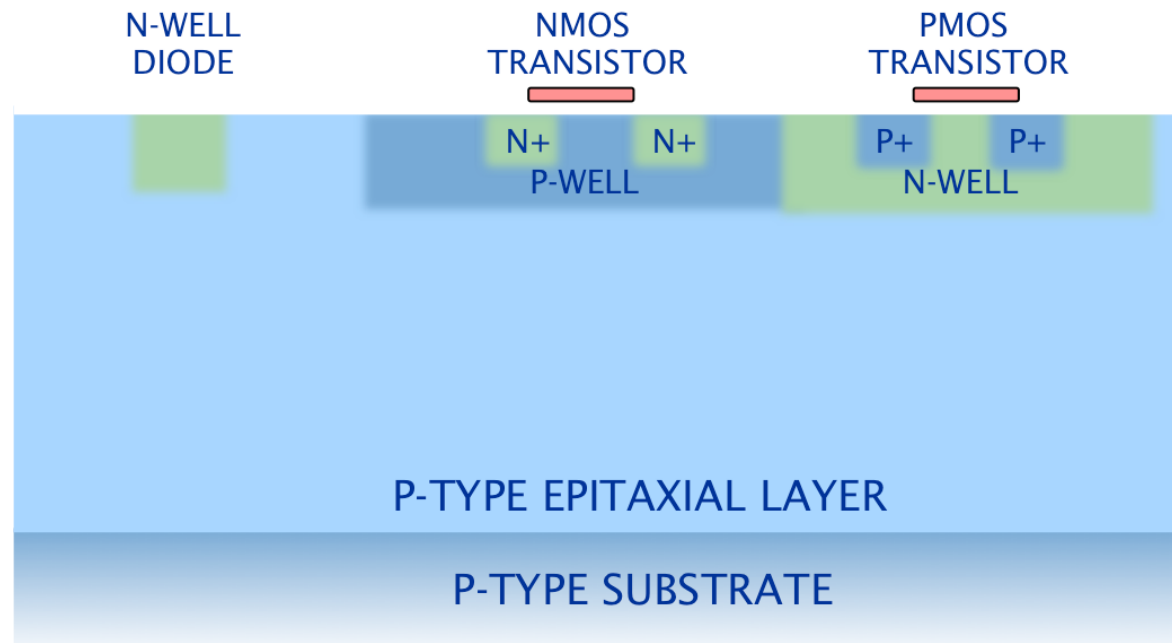 N-WELL
DIODE
NMOS
TRANSISTOR
PMOS
TRANSISTOR
N+ N+
P-WELL
P+ P+
N-WELL
P-TYPE EPITAXIAL LAYER
P-TYPE SUBSTRATE